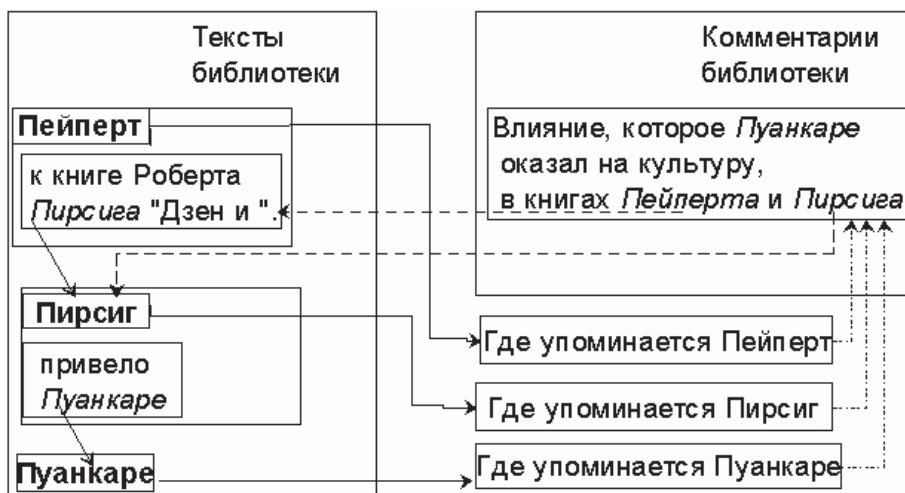 Тексты
библиотеки
Пейперт
к книге Роберта
Пирсига "Дзен и ".
Пирсиг
привело
Пуанкаре
Пуанкаре
Комментарии
библиотеки
Влияние, которое Пуанкаре
оказал на культуру,
в книгах Пейперта и Пирсига
Где упоминается Пейперт
Где упоминается Пирсиг
Где упоминается Пуанкаре